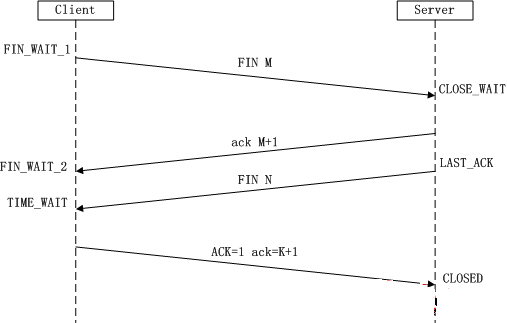 Client Server
FIN_WAIT_1
FIN M
CLOSE_WAIT
ack M+1
FIN_WAIT_2
LAST_ACK
FIN N
TIME_WAIT
ACK=1 ack=K+1
CLOSED